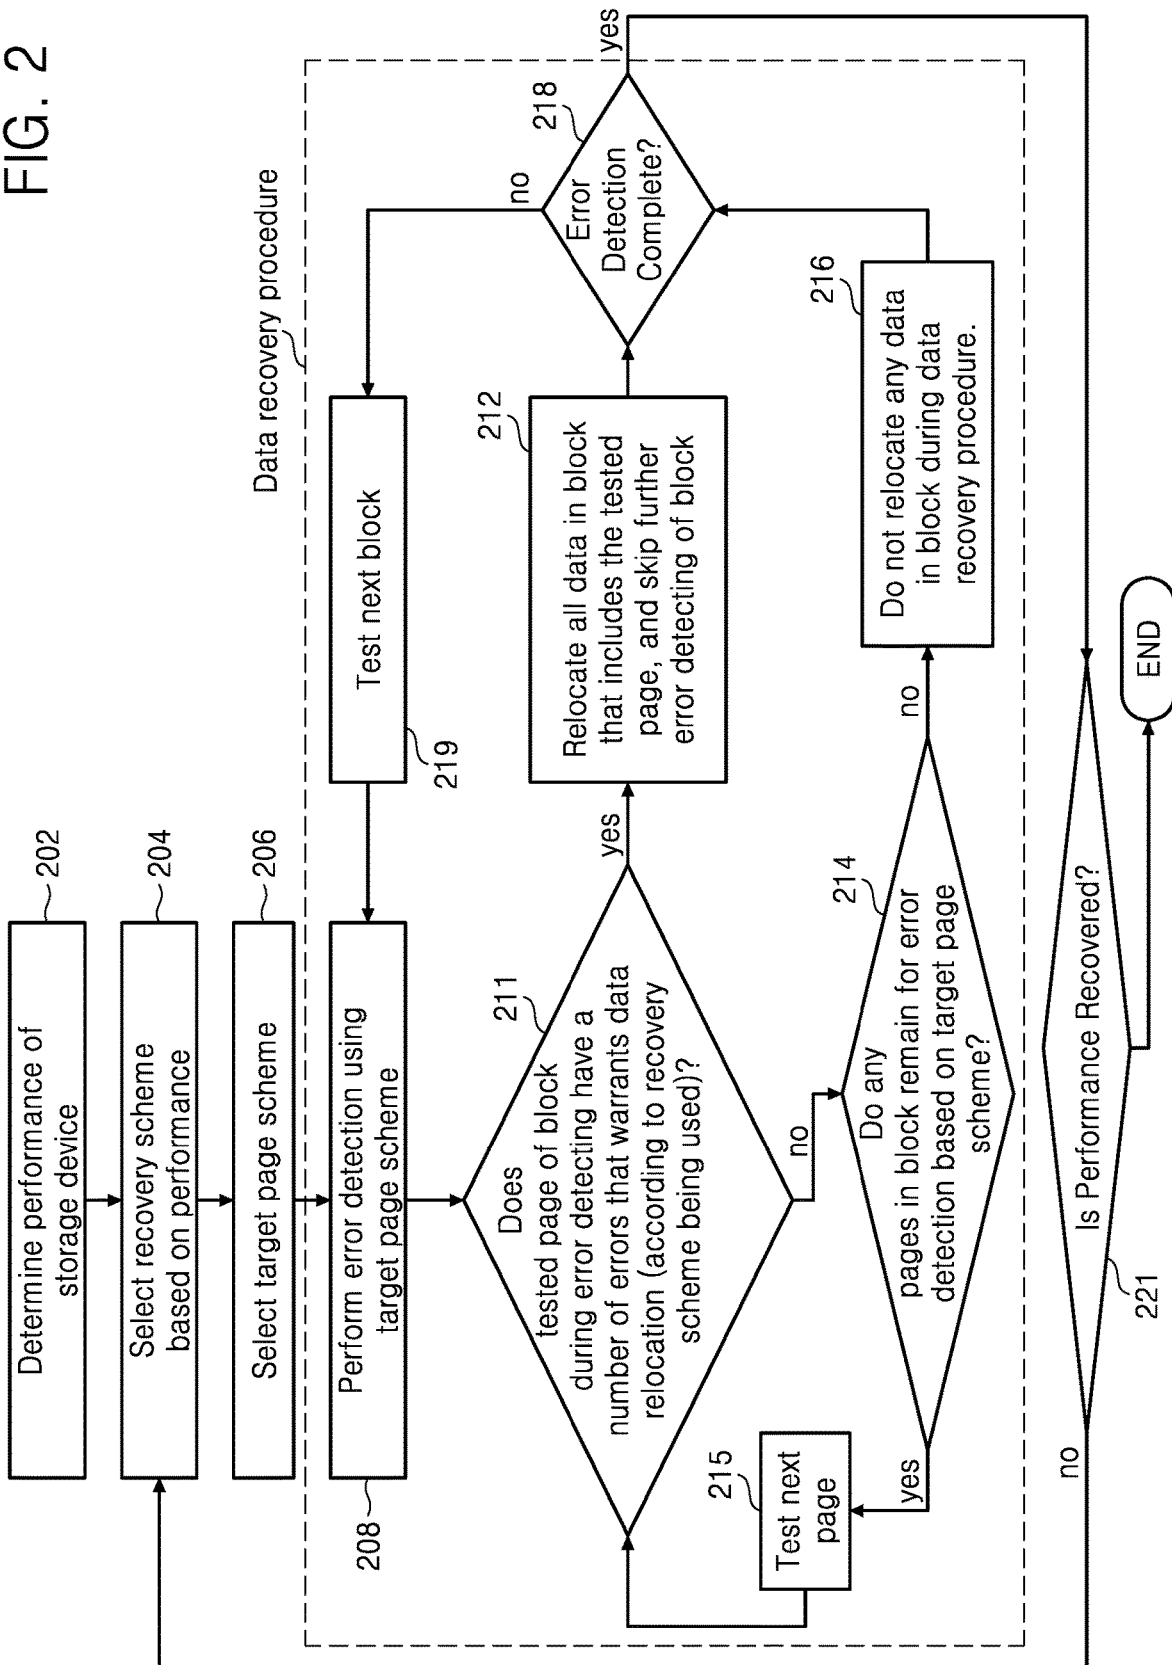 FIG. 2
Determine performance of
storage device
202
Select recovery scheme
based on performance
204
Select target page scheme
206
Data recovery procedure
Perform error detection using
target page scheme
208
Test next block
219
Does
tested page of block
during error detecting have a
number of errors that warrants data
relocation (according to recovery
scheme being used)?
211
yes
no
Relocate all data in block
that includes the tested
page, and skip further
error detecting of block
212
Error
Detection
Complete?
218
no
yes
Test next
page
215
yes
Do any
pages in block remain for error
detection based on target page
scheme?
214
no
Do not relocate any data
in block during data
recovery procedure.
216
Is Performance Recovered?
221
no
END